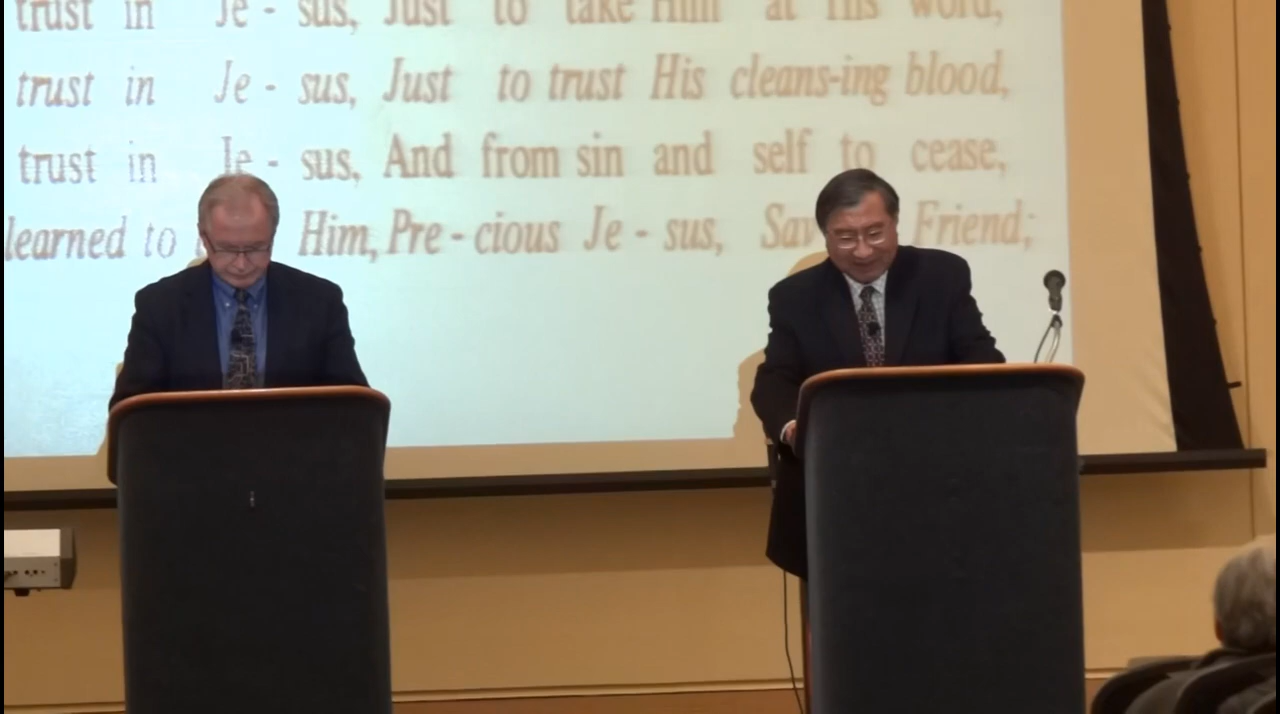 trust in Je - sus, Just to take Him at His word,
trust in Je - sus, Just to trust His cleans-ing blood,
trust in Je - sus, And from sin and self to cease,
learned to Him, Pre - cious Je - sus, Sav Friend;